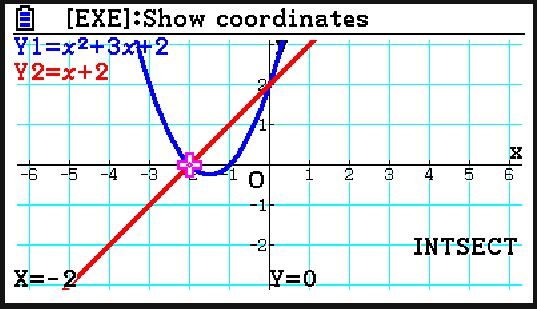 [EXE]:Show coordinates
Y1=x²+3x+2
Y2=x+2
2
1
x
-6 -5 -4 -3 -2 -1 O 1 2 3 4 5 6
-1
-2
INTSECT
X=-2 Y=0